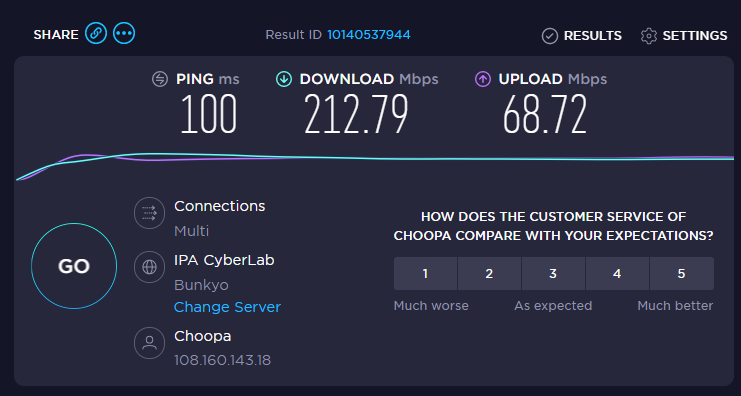 SHARE
Result ID 10140537944
RESULTS
SETTINGS
PING ms
100
DOWNLOAD Mbps
212.79
UPLOAD Mbps
68.72
GO
Connections
Multi
IPA CyberLab
Bunkyo
Change Server
Choopa
108.160.143.18
HOW DOES THE CUSTOMER SERVICE OF
CHOOPA COMPARE WITH YOUR EXPECTATIONS?
1 2 3 4 5
Much worse As expected Much better